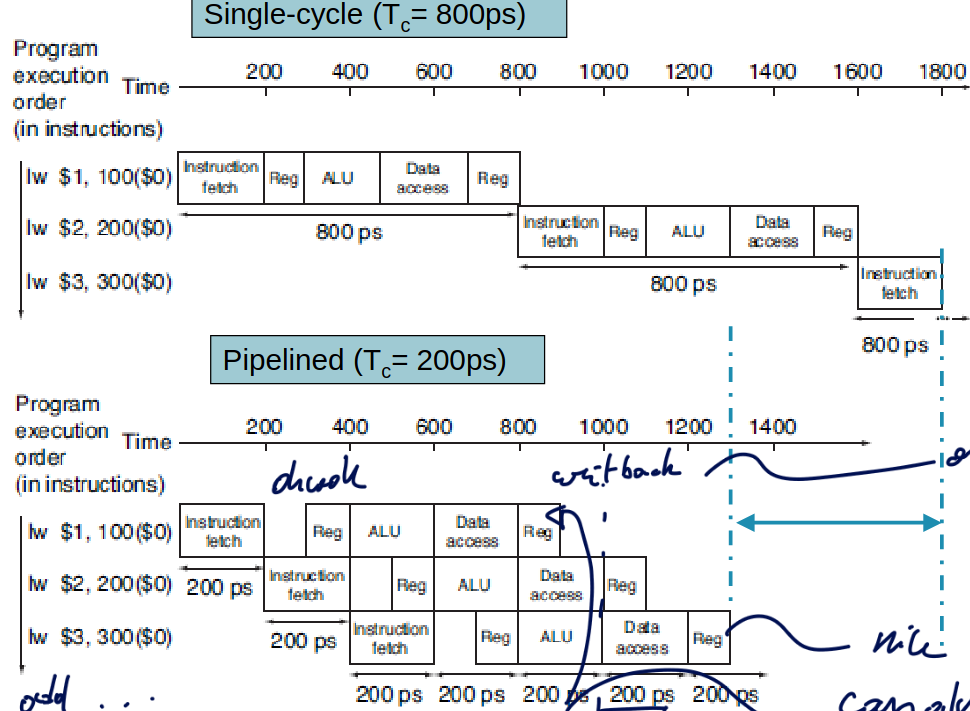 Single-cycle (Tc= 800ps)
Program
execution
order
(in instructions)
Time
200 400 600 800 1000 1200 1400 1600 1800
lw $1, 100($0) Instruction fetch Reg ALU Data access Reg
800 ps
lw $2, 200($0) Instruction fetch Reg ALU Data access Reg
800 ps
lw $3, 300($0) Instruction fetch
800 ps
Pipelined (Tc= 200ps)
Program
execution
order
(in instructions)
Time
200 400 600 800 1000 1200 1400
writback
lw $1, 100($0) Instruction fetch Reg ALU Data access Reg
200 ps
lw $2, 200($0) Instruction fetch Reg ALU Data access Reg
200 ps
lw $3, 300($0) Instruction fetch Reg ALU Data access Reg
200 ps 200 ps 200 ps 200 ps 200 ps
add . . .